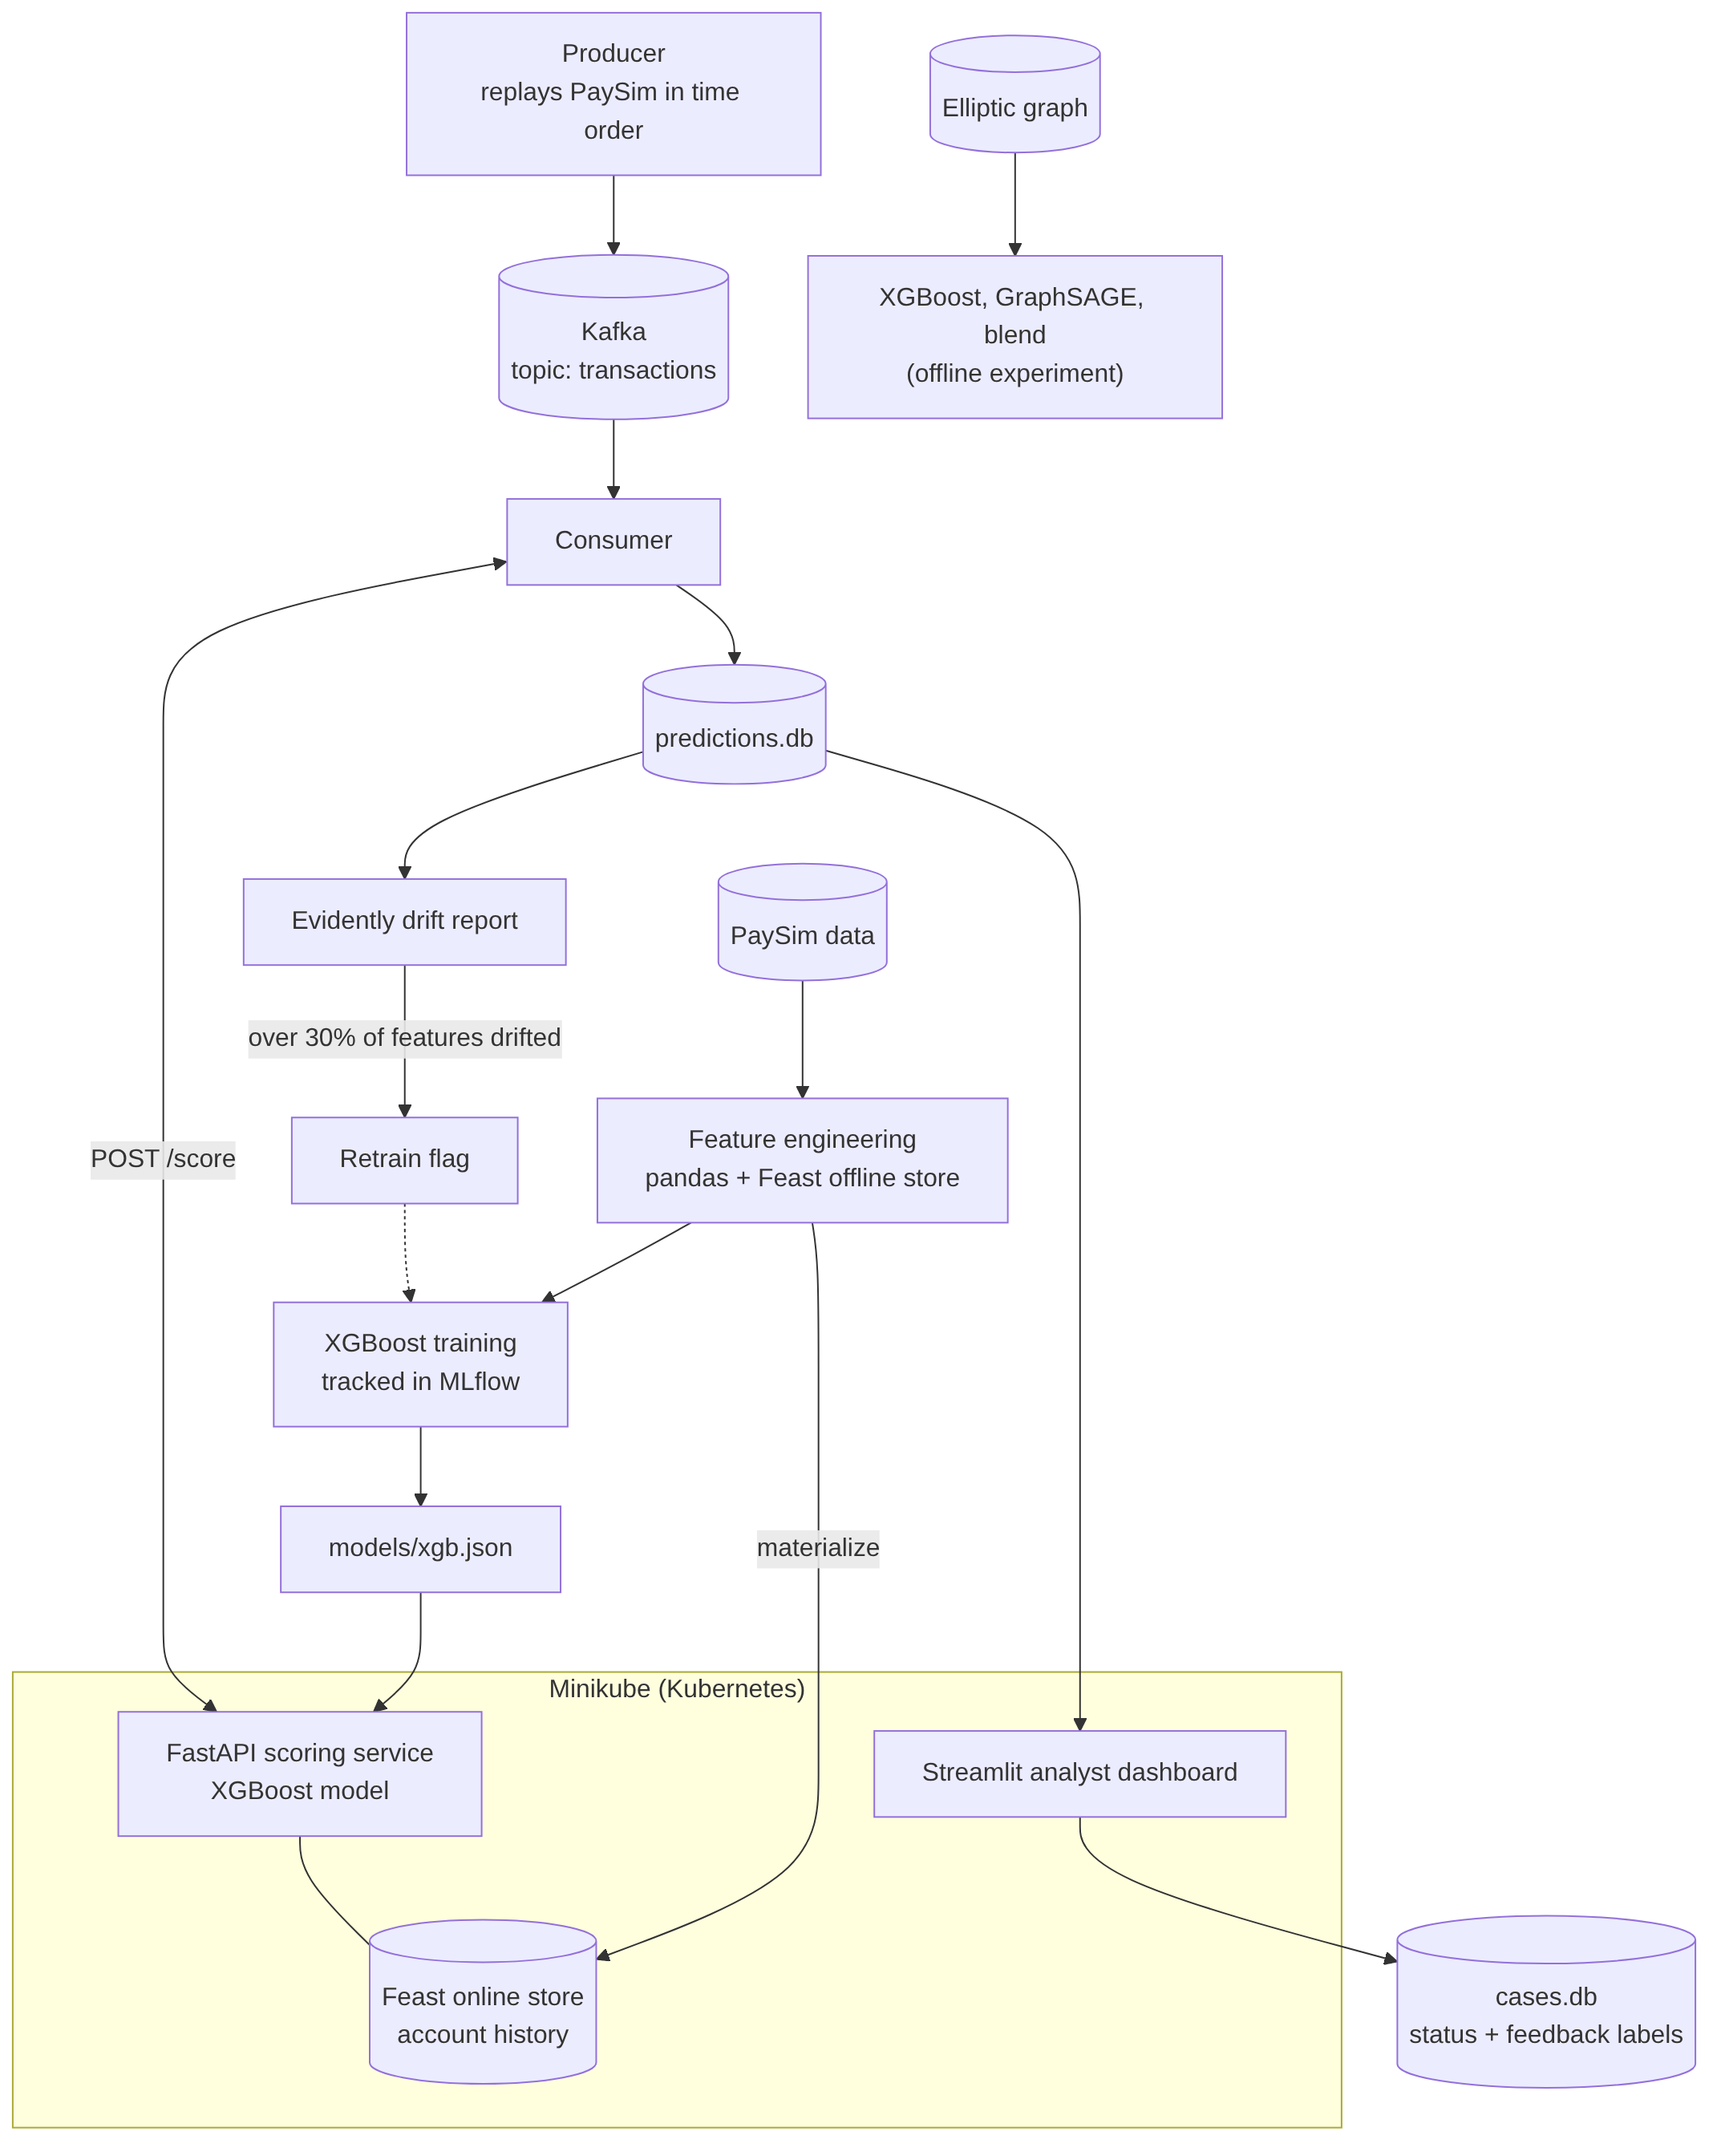 Producer
replays PaySim in time
order
Elliptic graph
Kafka
topic: transactions
XGBoost, GraphSAGE,
blend
(offline experiment)
Consumer
predictions.db
Evidently drift report
PaySim data
over 30% of features drifted
POST /score
Retrain flag
Feature engineering
pandas + Feast offline store
XGBoost training
tracked in MLflow
models/xgb.json
materialize
Minikube (Kubernetes)
FastAPI scoring service
XGBoost model
Streamlit analyst dashboard
Feast online store
account history
cases.db
status + feedback labels